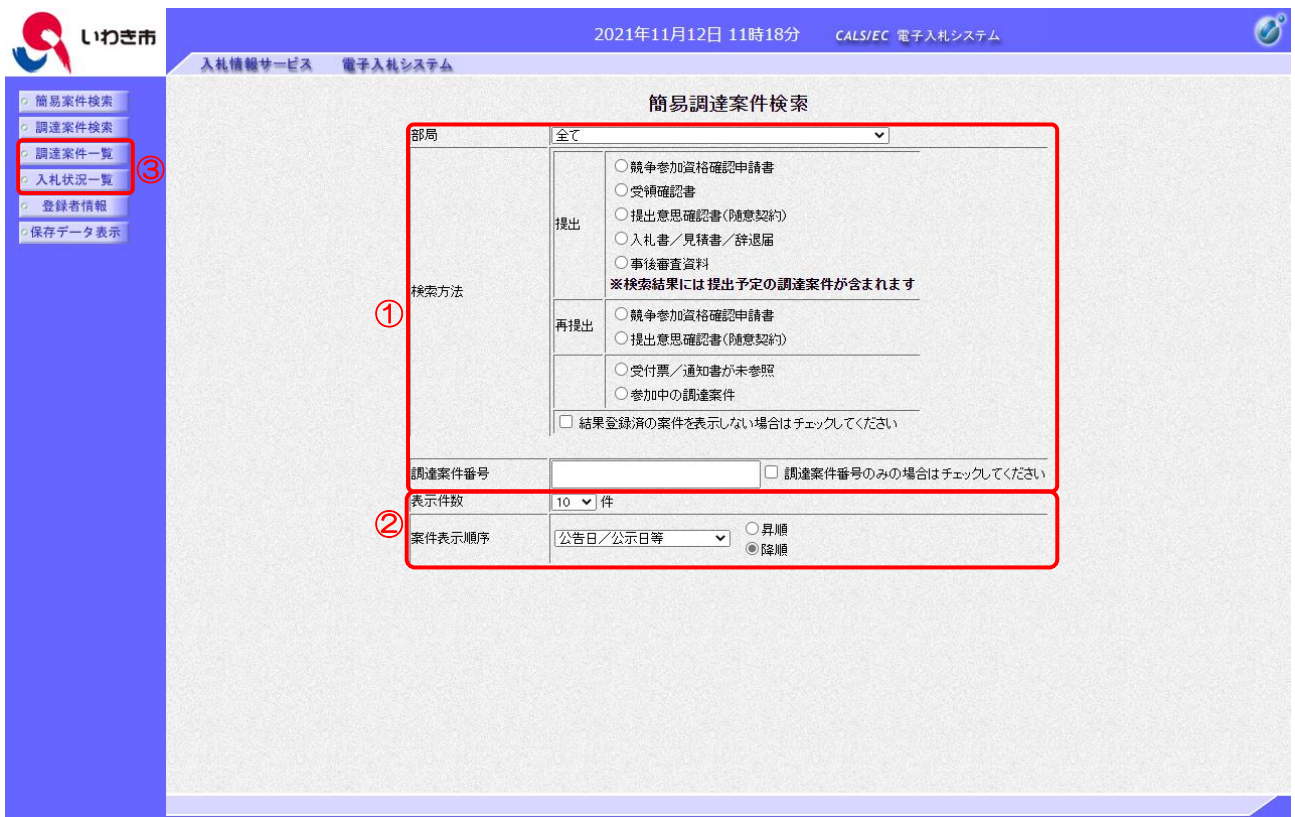 いわき市
2021年11月12日 11時18分 CALS/EC 電子入札システム
入札情報サービス 電子入札システム
簡易案件検索
調達案件検索
調達案件一覧
入札状況一覧
登録者情報
保存データ表示
③
簡易調達案件検索
①
部局 全て
検索方法
提出
競争参加資格確認申請書
受領確認書
提出意思確認書(随意契約)
入札書/見積書/辞退届
事後審査資料
※検索結果には提出予定の調達案件が含まれます
再提出
競争参加資格確認申請書
提出意思確認書(随意契約)
受付票/通知書が未参照
参加中の調達案件
結果登録済の案件を表示しない場合はチェックしてください
調達案件番号 調達案件番号のみの場合はチェックしてください
②
表示件数 10 件
案件表示順序 公告日/公示日等
昇順
降順